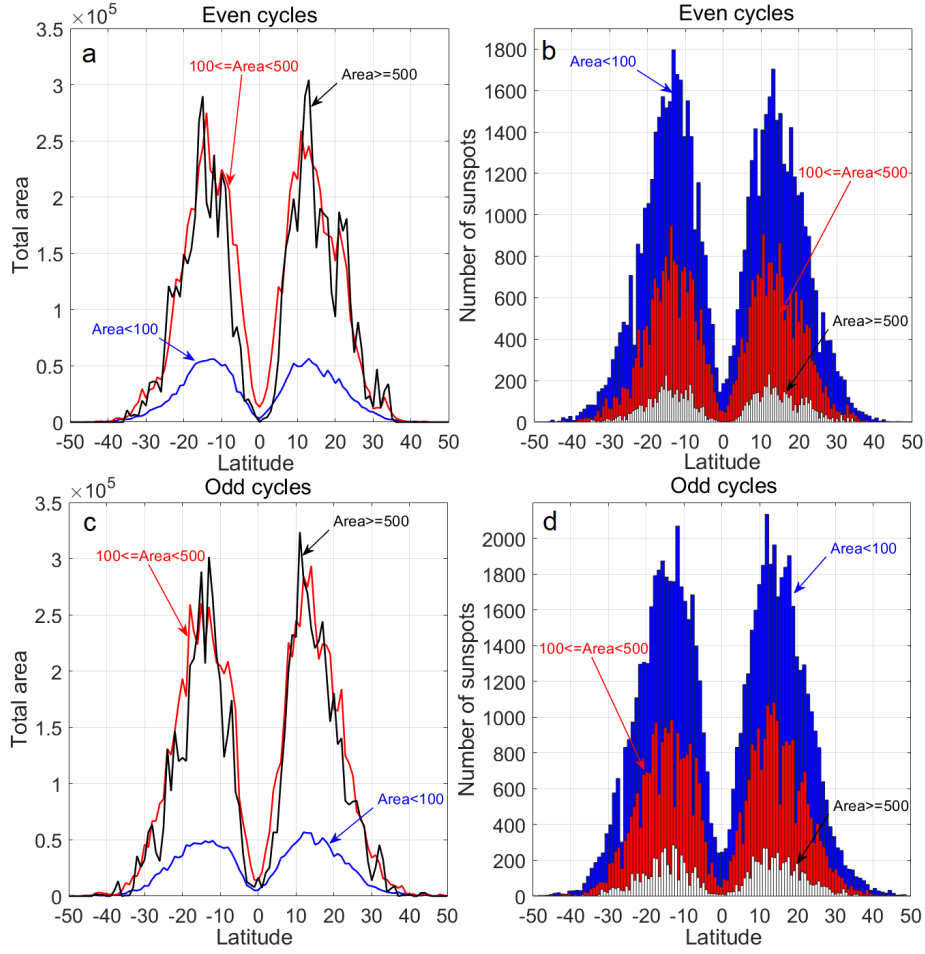 Even cycles
×10⁵
a
3.5
3
2.5
2
1.5
1
0.5
0
Total area
100<=Area<500
Area>=500
Area<100
-50 -40 -30 -20 -10 0 10 20 30 40 50
Latitude
Even cycles
b
1800
1600
1400
1200
1000
800
600
400
200
0
Number of sunspots
Area<100
100<=Area<500
Area>=500
-50 -40 -30 -20 -10 0 10 20 30 40 50
Latitude
Odd cycles
×10⁵
c
3.5
3
2.5
2
1.5
1
0.5
0
Total area
Area>=500
100<=Area<500
Area<100
-50 -40 -30 -20 -10 0 10 20 30 40 50
Latitude
Odd cycles
d
2000
1800
1600
1400
1200
1000
800
600
400
200
0
Number of sunspots
Area<100
100<=Area<500
Area>=500
-50 -40 -30 -20 -10 0 10 20 30 40 50
Latitude